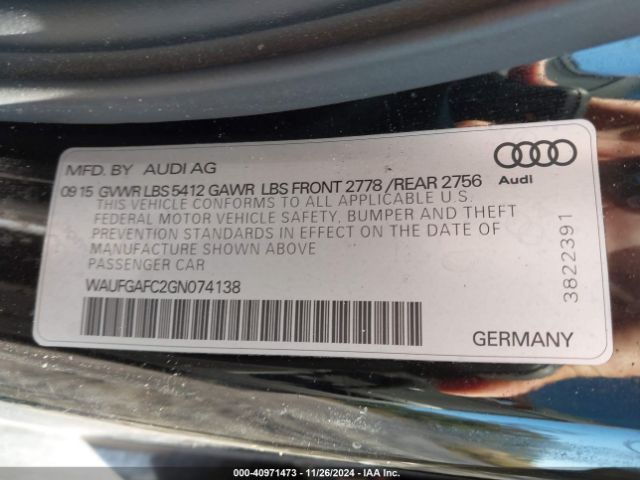 MFD. BY AUDI AG
09 15 GVWR LBS 5412 GAWR LBS FRONT 2778 /REAR 2756
THIS VEHICLE CONFORMS TO ALL APPLICABLE U.S.
FEDERAL MOTOR VEHICLE SAFETY, BUMPER AND THEFT
PREVENTION STANDARDS IN EFFECT ON THE DATE OF
MANUFACTURE SHOWN ABOVE
PASSENGER CAR
WAUFGAFC2GN074138
Audi
3822391
GERMANY
000-40971473 - 11/26/2024 - IAA Inc.